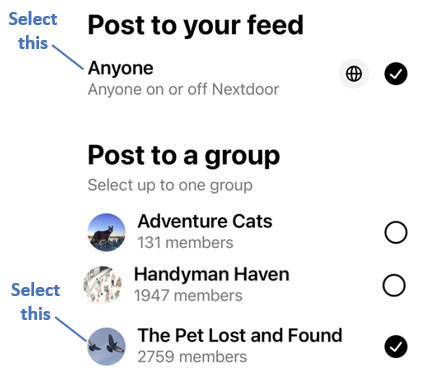 Select
this
Post to your feed
Anyone
Anyone on or off Nextdoor
Post to a group
Select up to one group
Adventure Cats
131 members
Handyman Haven
1947 members
Select
this
The Pet Lost and Found
2759 members